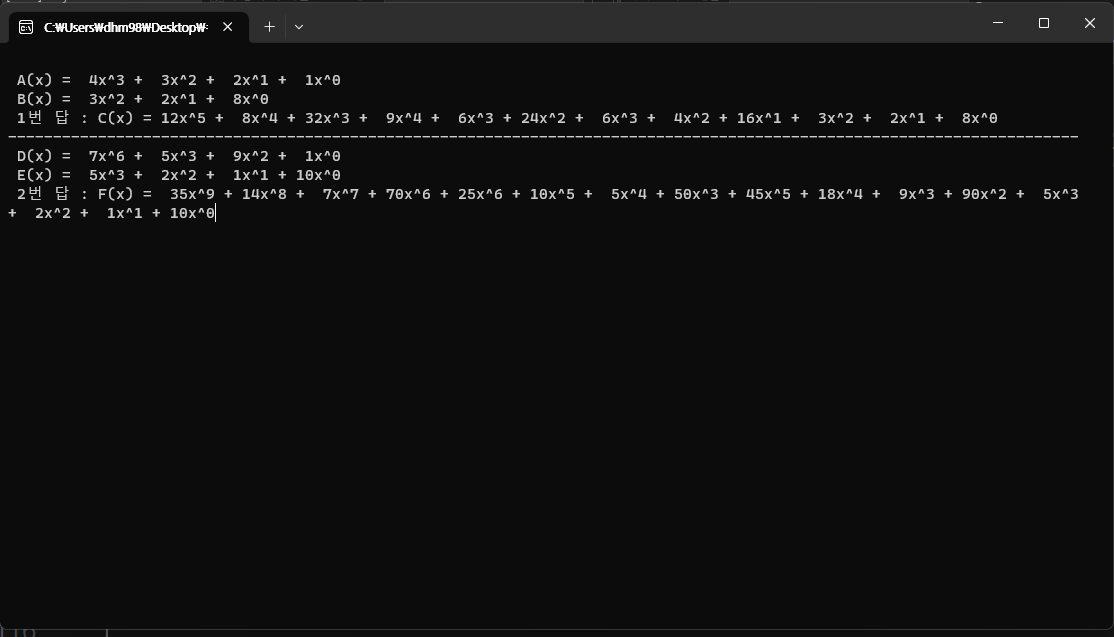 C:₩Users₩dhm98₩Desktop₩
A(x) =  4x^3 +  3x^2 +  2x^1 +  1x^0
B(x) =  3x^2 +  2x^1 +  8x^0
1번 답 : C(x) = 12x^5 +  8x^4 + 32x^3 +  9x^4 +  6x^3 + 24x^2 +  6x^3 +  4x^2 + 16x^1 +  3x^2 +  2x^1 +  8x^0
-----------------------------------------------------------------------------------------------------------------------
D(x) =  7x^6 +  5x^3 +  9x^2 +  1x^0
E(x) =  5x^3 +  2x^2 +  1x^1 + 10x^0
2번 답 : F(x) =  35x^9 + 14x^8 +  7x^7 + 70x^6 + 25x^6 + 10x^5 +  5x^4 + 50x^3 + 45x^5 + 18x^4 +  9x^3 + 90x^2 +  5x^3
+  2x^2 +  1x^1 + 10x^0